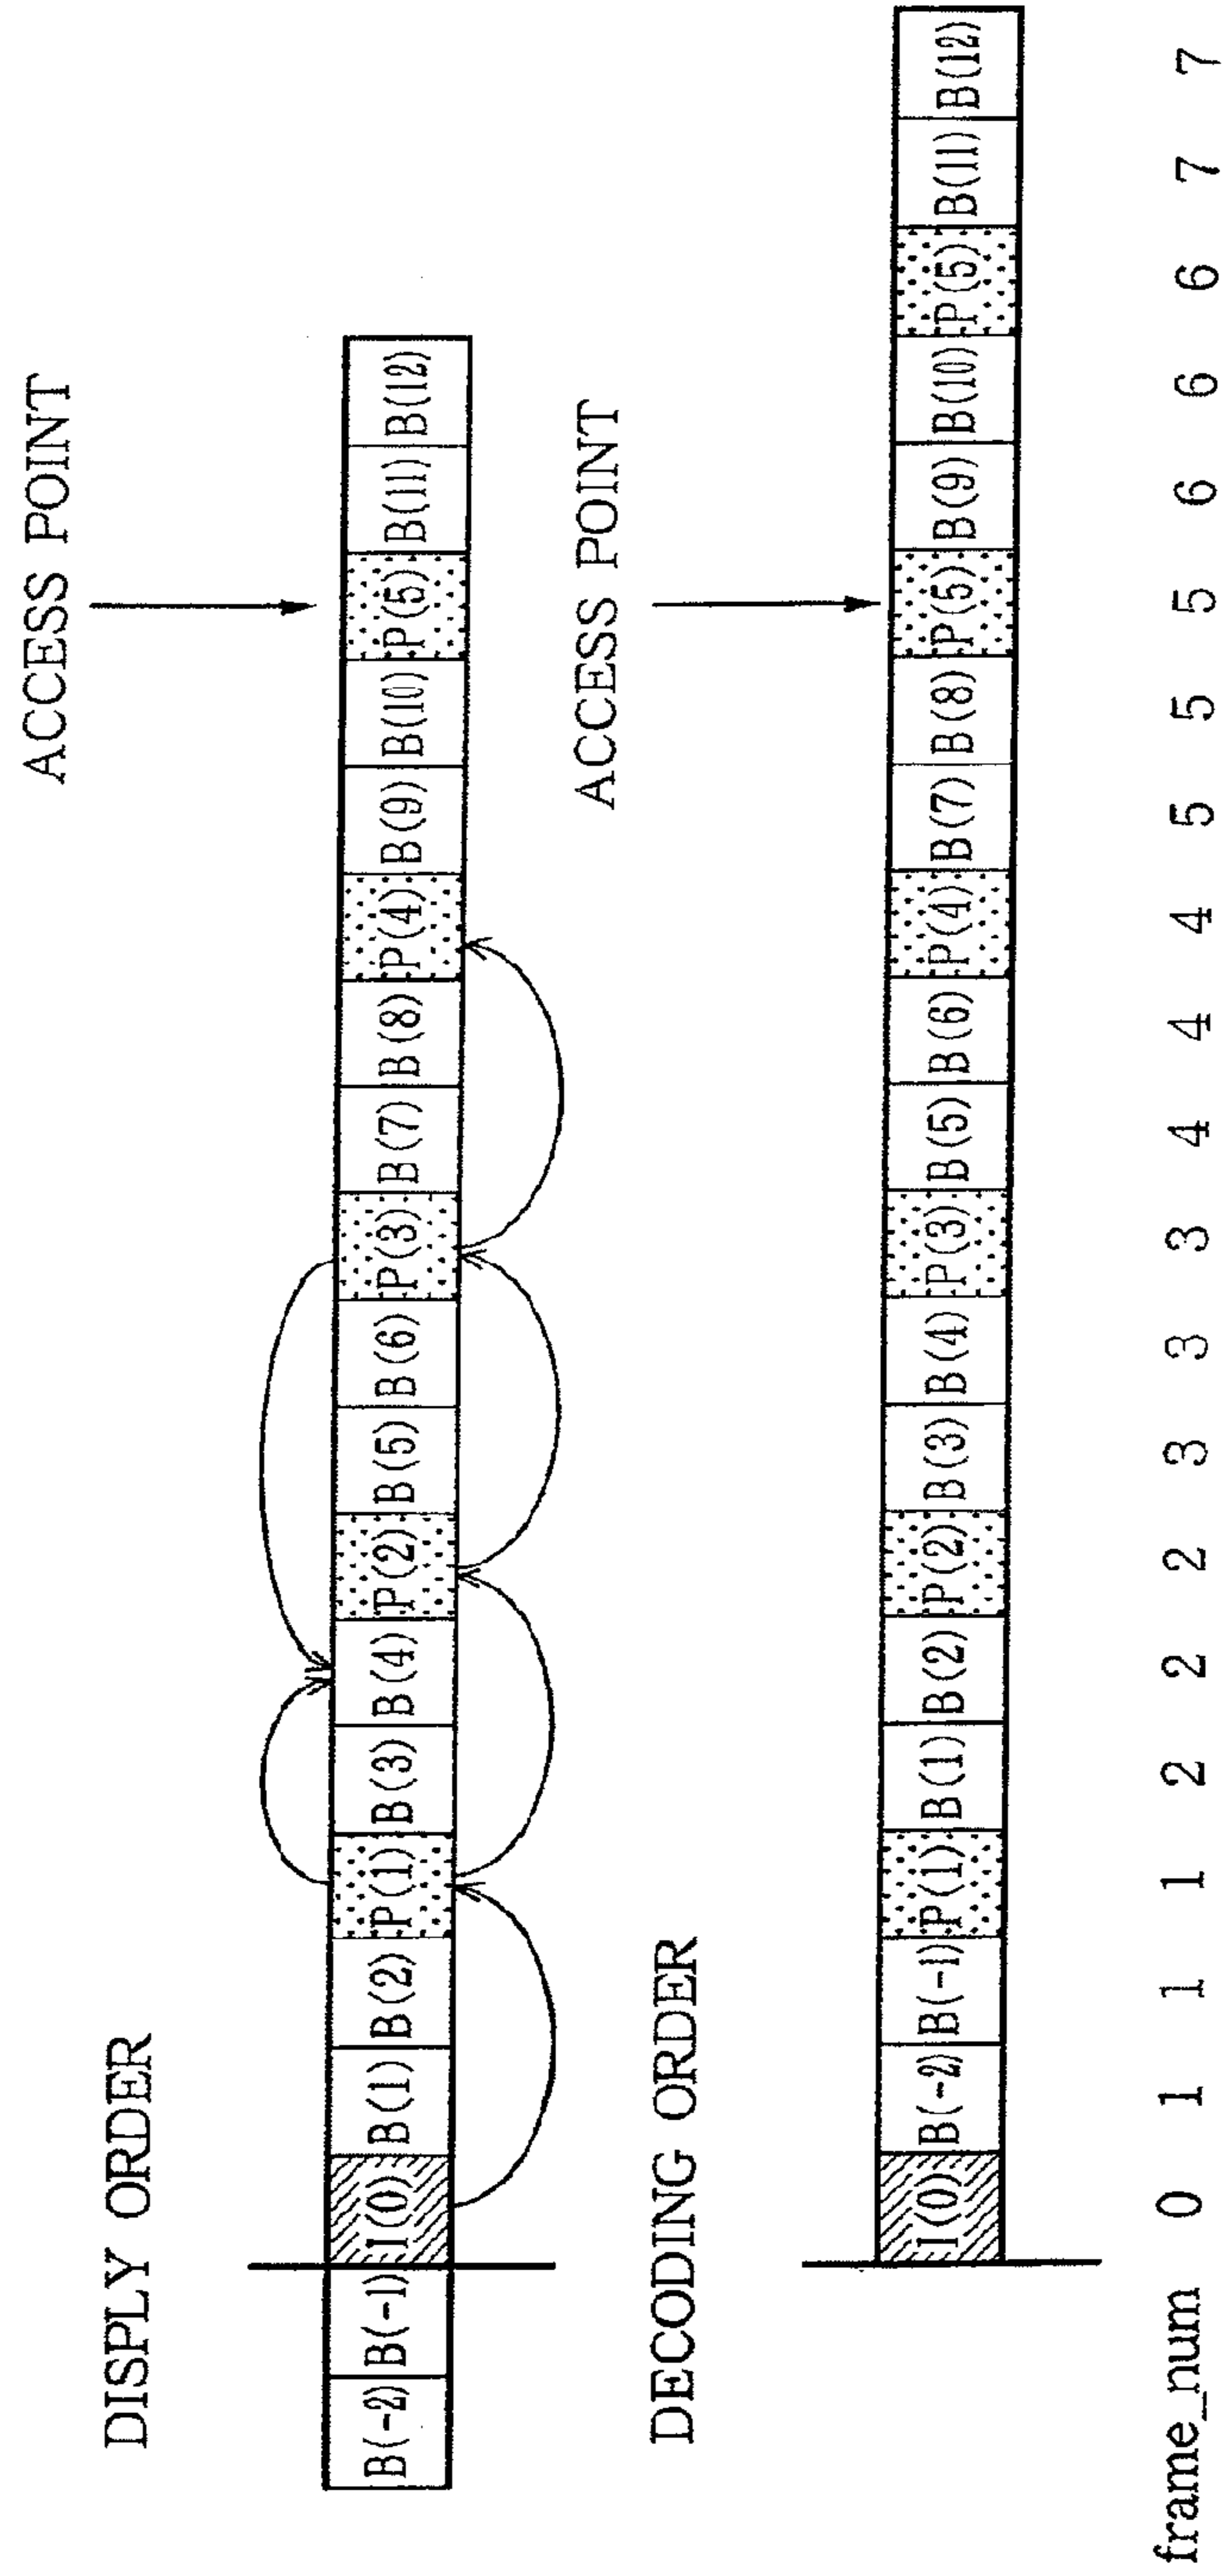 ACCESS POINT
DISPLY ORDER
B(-2) B(-1) I(0) B(1) B(2) P(1) B(3) B(4) P(2) B(5) B(6) P(3) B(7) B(8) P(4) B(9) B(10) P(5) B(11) B(12)
ACCESS POINT
DECODING ORDER
I(0) B(-2) B(-1) P(1) B(1) B(2) P(2) B(3) B(4) P(3) B(5) B(6) P(4) B(7) B(8) P(5) B(9) B(10) P(5) B(11) B(12)
frame_num 0 1 1 1 2 2 2 3 3 3 4 4 4 5 5 5 6 6 6 7 7